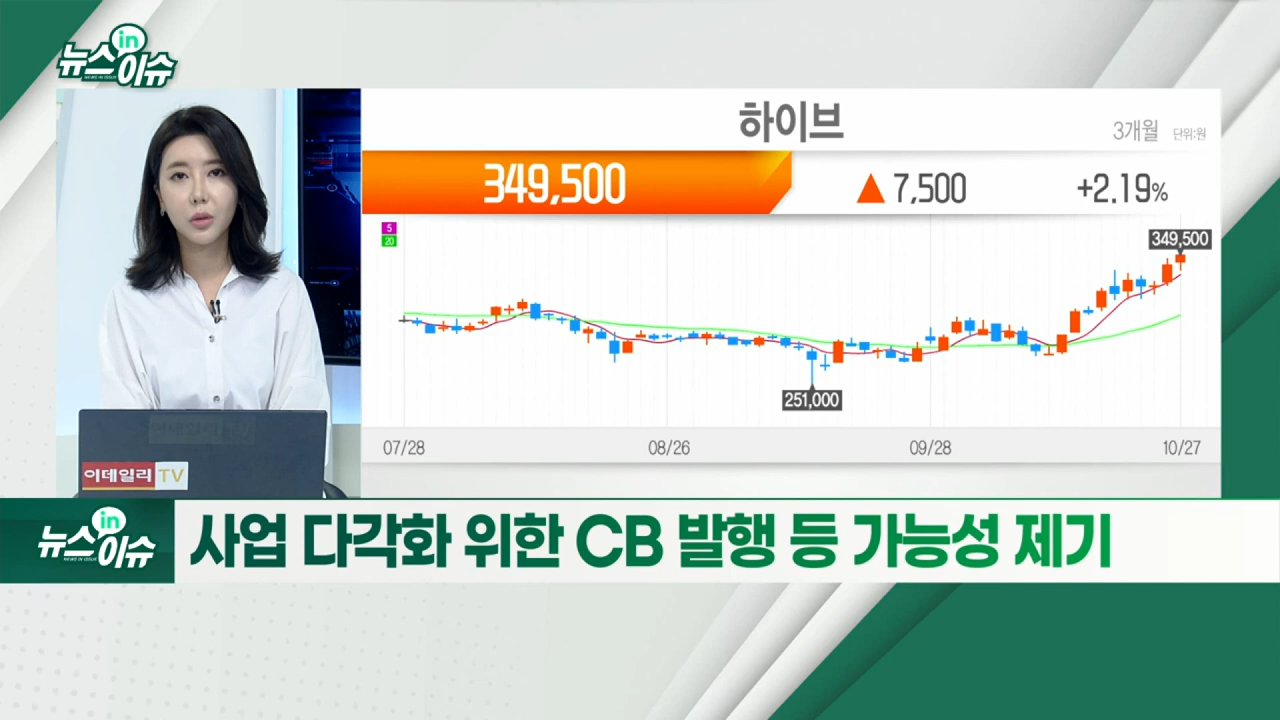 뉴스in이슈
하이브
3개월 단위:원
349,500
▲ 7,500
+2.19%
5
20
349,500
251,000
07/28
08/26
09/28
10/27
이데일리TV
뉴스in이슈
사업 다각화 위한 CB 발행 등 가능성 제기